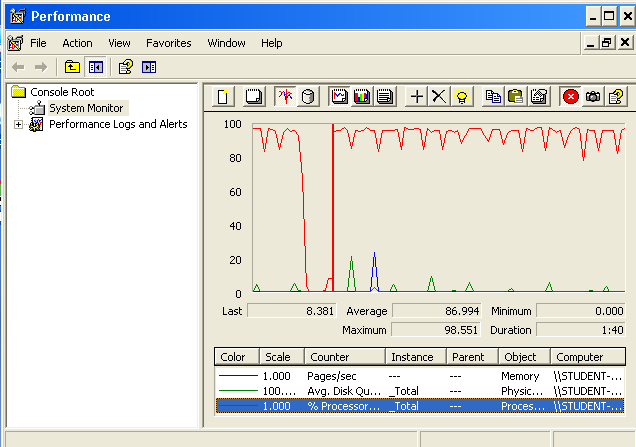 Performance
File Action View Favorites Window Help
Console Root
System Monitor
Performance Logs and Alerts
100
80
60
40
20
0
Last 8.381 Average 86.994 Minimum 0.000
Maximum 98.551 Duration 1:40
Color Scale Counter Instance Parent Object Computer
1.000 Pages/sec --- --- Memory \\STUDENT-...
100.... Avg. Disk Qu... _Total --- Physic... \\STUDENT-...
1.000 % Processor... _Total --- Proces... \\STUDENT-...